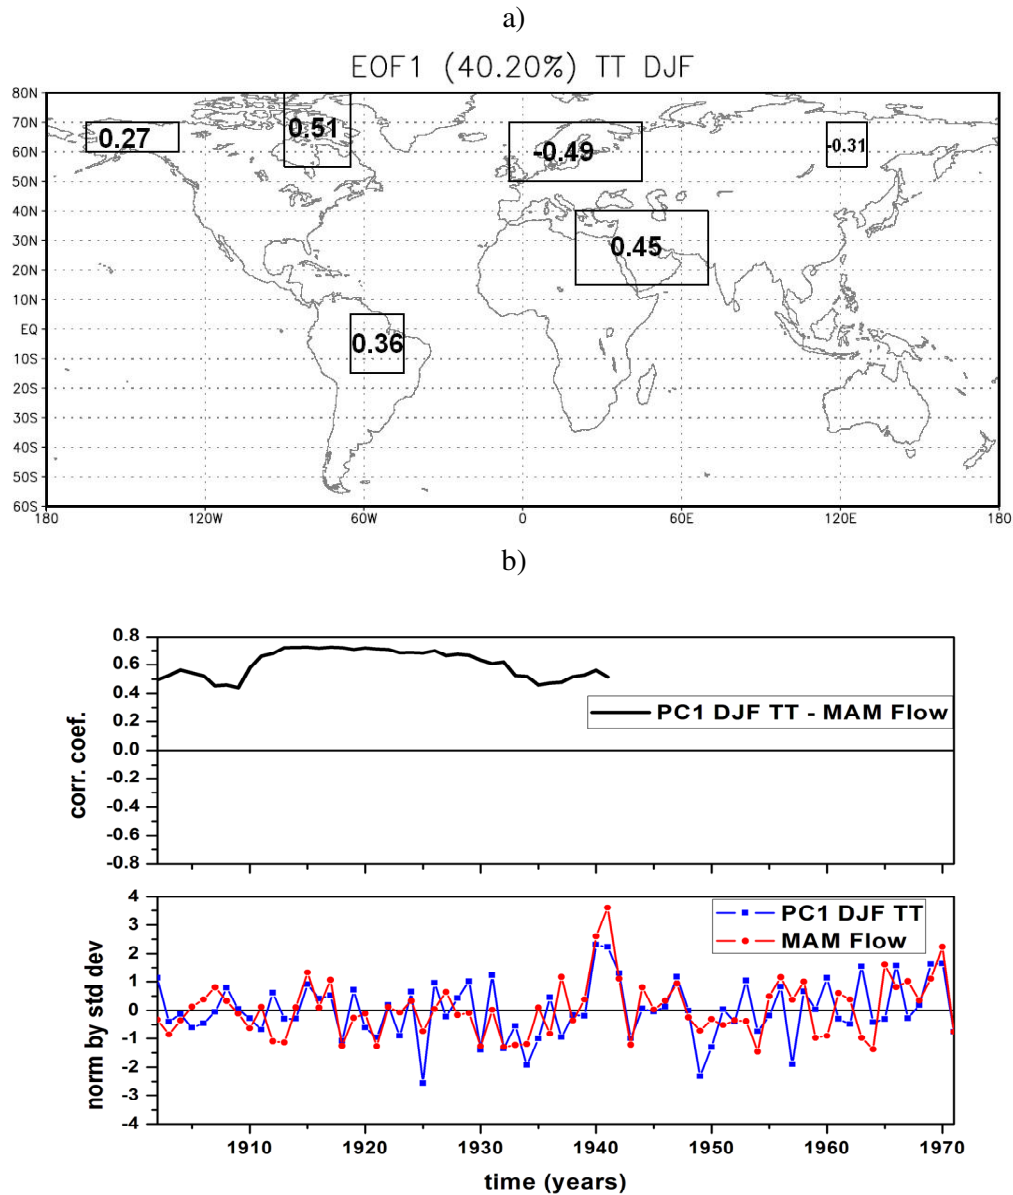 a)
EOF1 (40.20%) TT DJF
80N
70N
60N
50N
40N
30N
20N
10N
EQ
10S
20S
30S
40S
50S
60S
0.27
0.51
-0.49
-0.31
0.45
0.36
180
120W
60W
0
60E
120E
180
b)
corr. coef.
0.8
0.6
0.4
0.2
0.0
-0.2
-0.4
-0.6
-0.8
PC1 DJF TT - MAM Flow
norm by std dev
4
3
2
1
0
-1
-2
-3
-4
PC1 DJF TT
MAM Flow
1910
1920
1930
1940
1950
1960
1970
time (years)